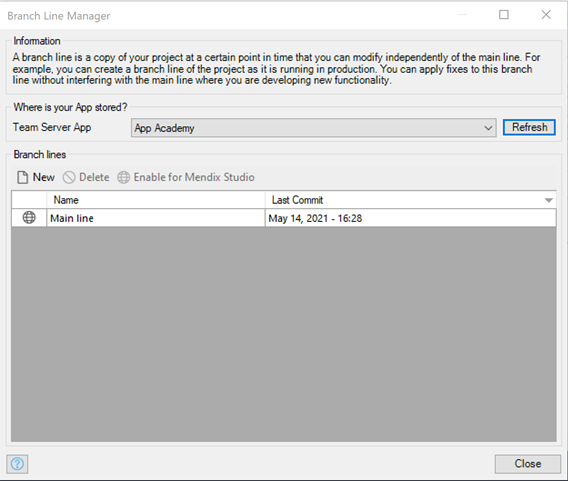 Branch Line Manager
Information
A branch line is a copy of your project at a certain point in time that you can modify independently of the main line. For
example, you can create a branch line of the project as it is running in production. You can apply fixes to this branch
line without interfering with the main line where you are developing new functionality.
Where is your App stored?
Team Server App App Academy Refresh
Branch lines
New Delete Enable for Mendix Studio
Name Last Commit
Main line May 14, 2021 - 16:28
? Close